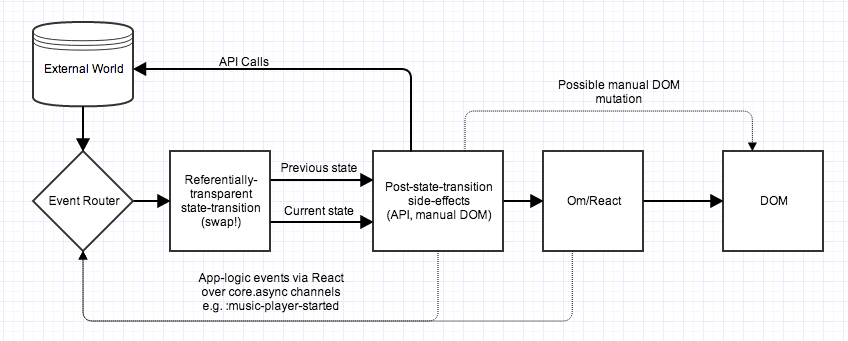 External World
API Calls
Possible manual DOM
mutation
Event Router
Referentially-
transparent
state-transition
(swap!)
Previous state
Current state
Post-state-transition
side-effects
(API, manual DOM)
Om/React
DOM
App-logic events via React
over core.async channels
e.g. :music-player-started